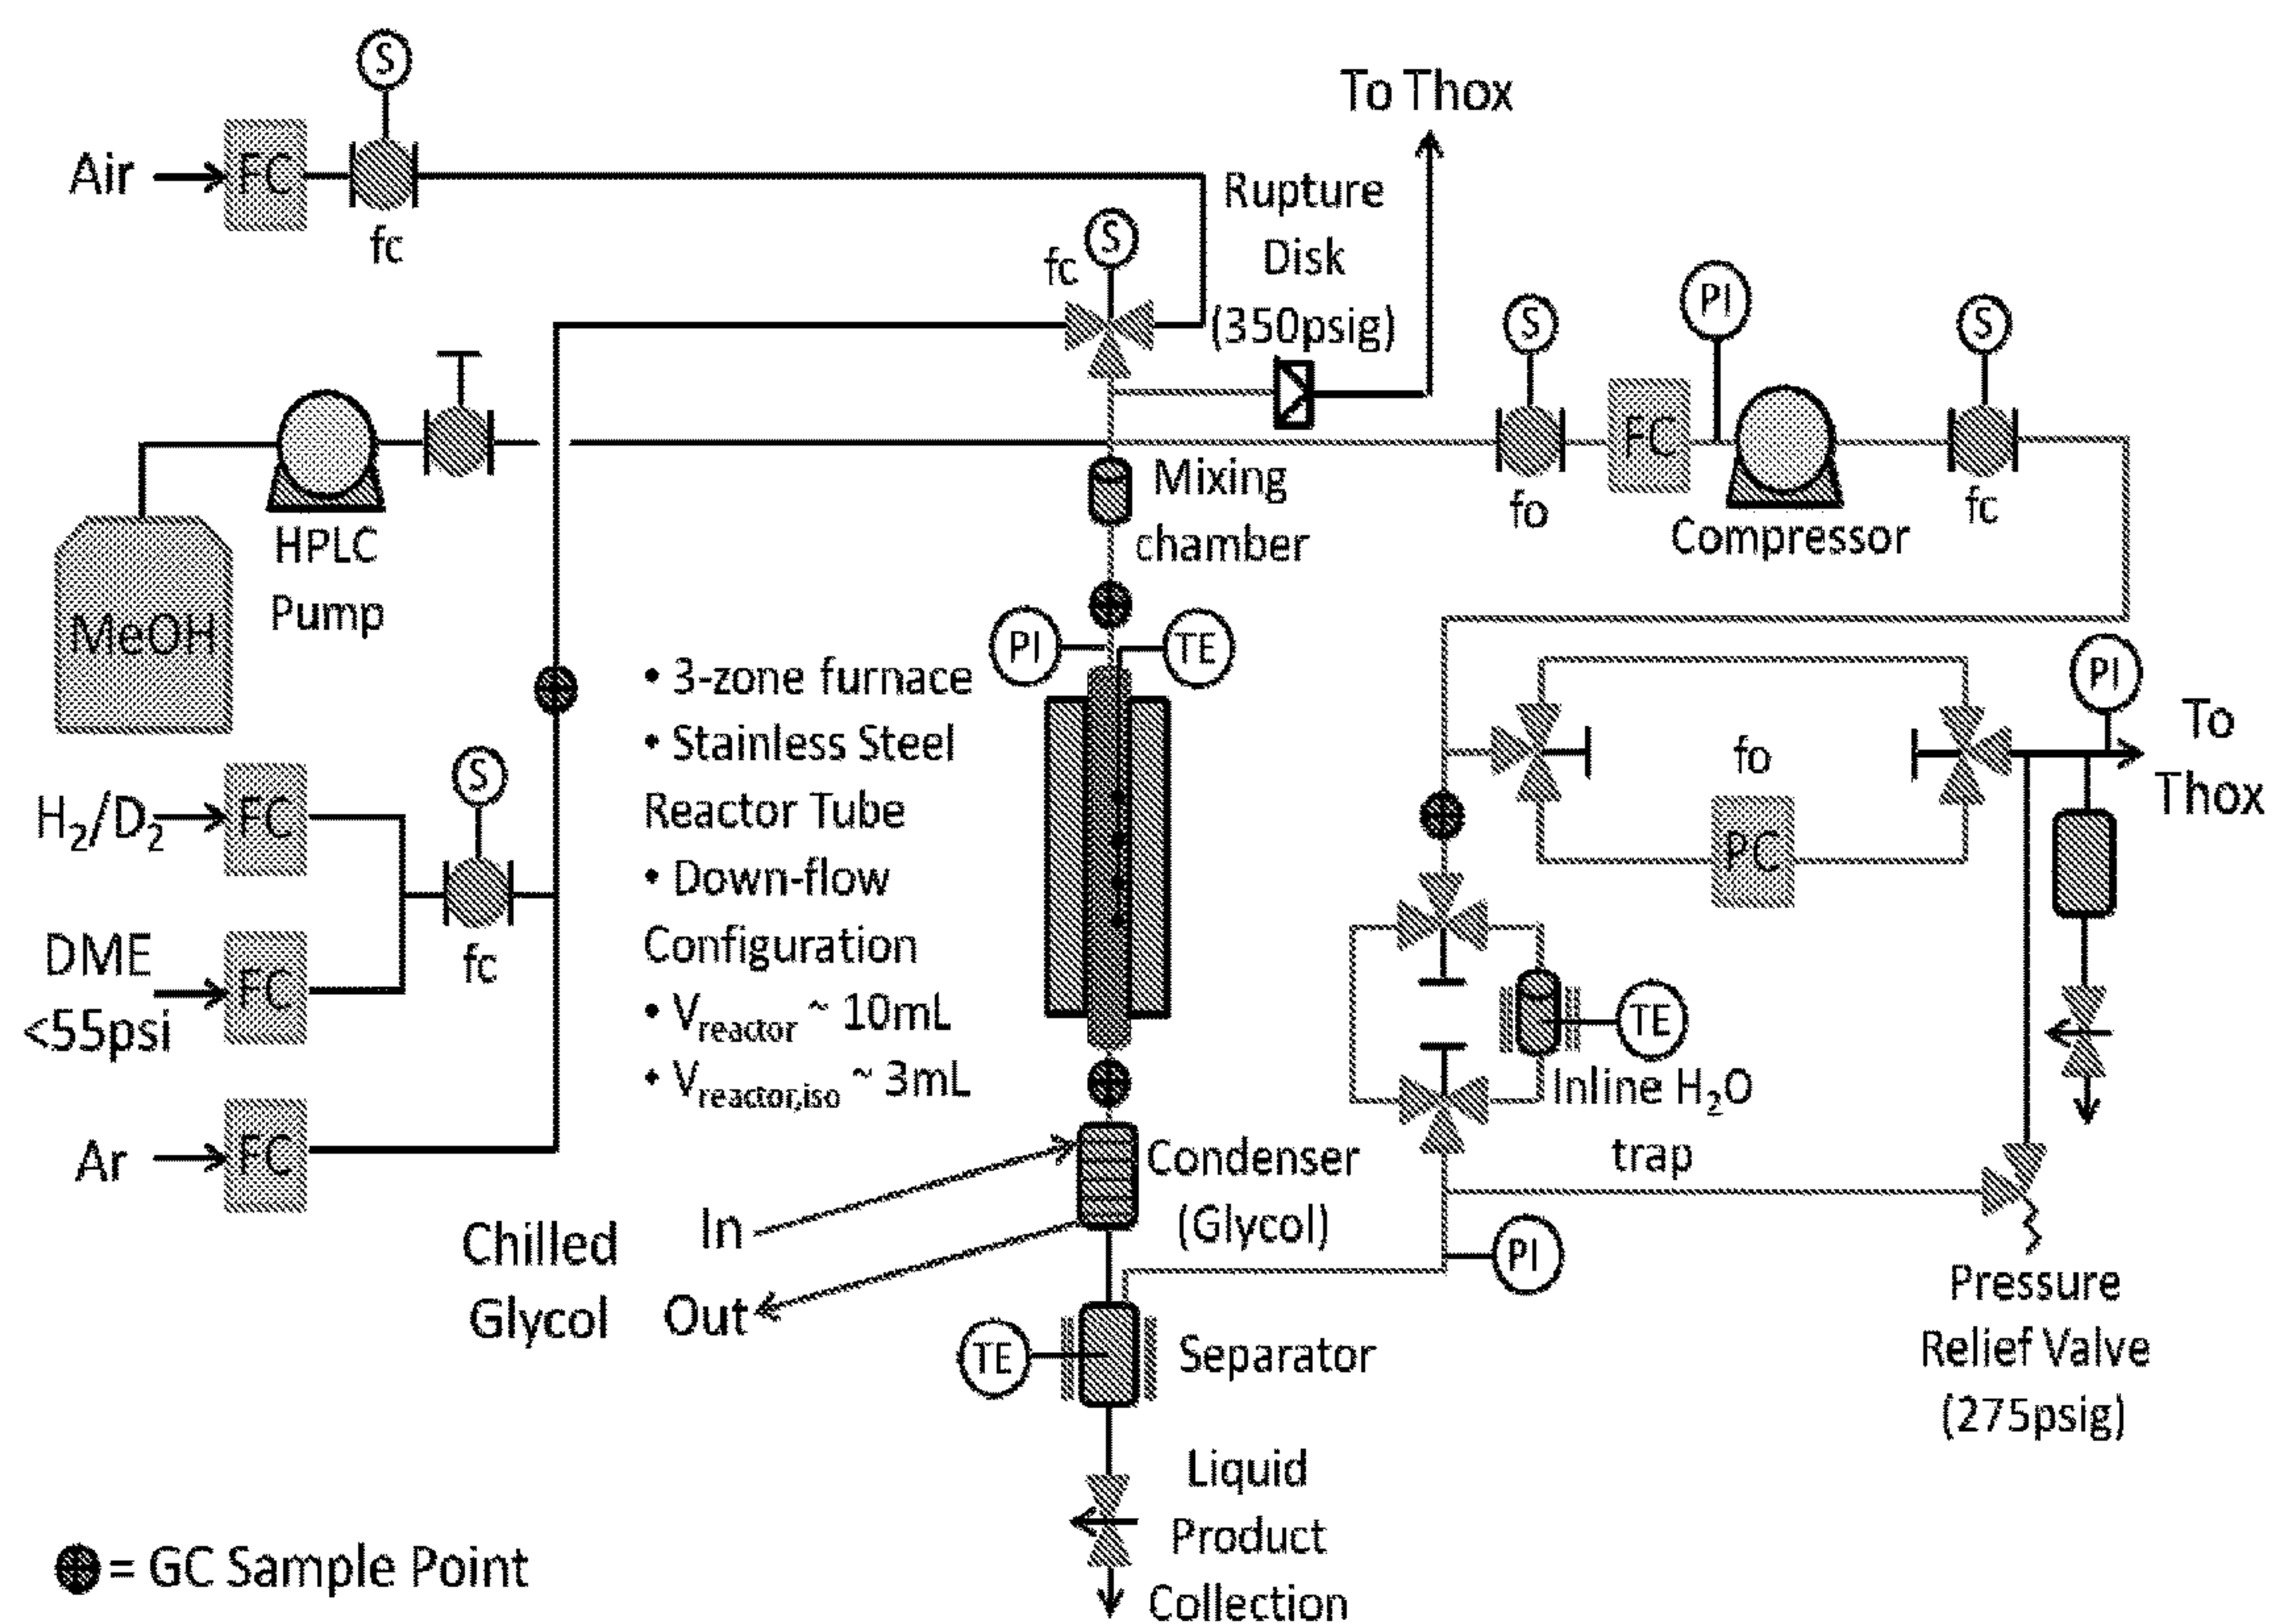 S
To Thox
Air
FC
fc
Rupture
Disk
(350psig)
fc
S
S
PI
S
FC
fo
fc
Compressor
Mixing
chamber
HPLC
Pump
MeOH
PI
TE
• 3-zone furnace
• Stainless Steel
Reactor Tube
• Down-flow
Configuration
• Vreactor ~ 10mL
• Vreactor,iso ~ 3mL
S
H2/D2
FC
fc
DME
<55psi
FC
Ar
FC
PI
To
Thox
fo
PC
TE
Inline H2O
trap
Condenser
(Glycol)
In
Out
Chilled
Glycol
PI
TE
Separator
Pressure
Relief Valve
(275psig)
Liquid
Product
Collection
= GC Sample Point